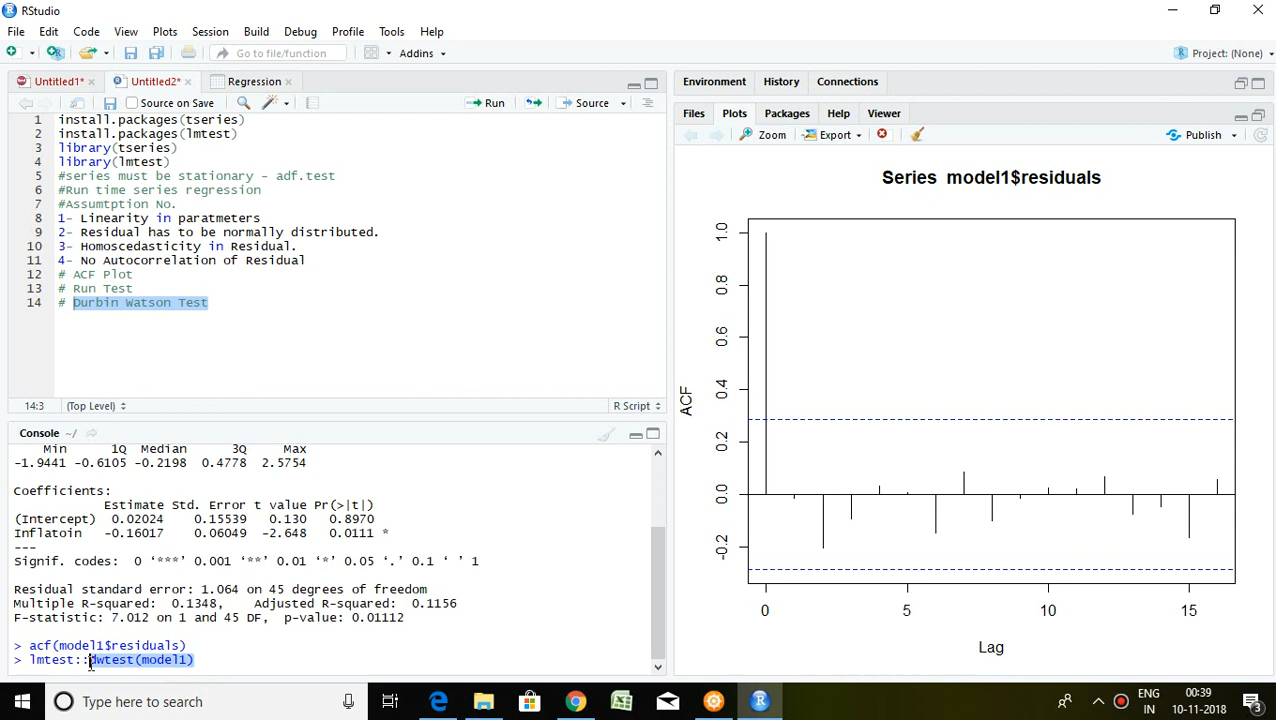 RStudio
File Edit Code View Plots Session Build Debug Profile Tools Help
Go to file/function Addins Project: (None)
Untitled1* Untitled2* Regression
Source on Save Run Source
1 install.packages(tseries)
2 install.packages(lmtest)
3 library(tseries)
4 library(lmtest)
5 #series must be stationary - adf.test
6 #Run time series regression
7 #Assumtption No.
8 1- Linearity in paratmeters
9 2- Residual has to be normally distributed.
10 3- Homoscedasticity in Residual.
11 4- No Autocorrelation of Residual
12 # ACF Plot
13 # Run Test
14 # Durbin Watson Test
14:3 (Top Level) R Script
Console ~/
Min 1Q Median 3Q Max
-1.9441 -0.6105 -0.2198 0.4778 2.5754
Coefficients:
Estimate Std. Error t value Pr(>|t|)
(Intercept) 0.02024 0.15539 0.130 0.8970
Inflatoin -0.16017 0.06049 -2.648 0.0111 *
---
Signif. codes: 0 ‘***’ 0.001 ‘**’ 0.01 ‘*’ 0.05 ‘.’ 0.1 ‘ ’ 1
Residual standard error: 1.064 on 45 degrees of freedom
Multiple R-squared: 0.1348, Adjusted R-squared: 0.1156
F-statistic: 7.012 on 1 and 45 DF, p-value: 0.01112
> acf(model1$residuals)
> lmtest::dwtest(model1)
Environment History Connections
Files Plots Packages Help Viewer
Zoom Export Publish
Series model1$residuals
ACF
1.0
0.8
0.6
0.4
0.2
0.0
-0.2
0 5 10 15
Lag
Type here to search
ENG 00:39
IN 10-11-2018 3